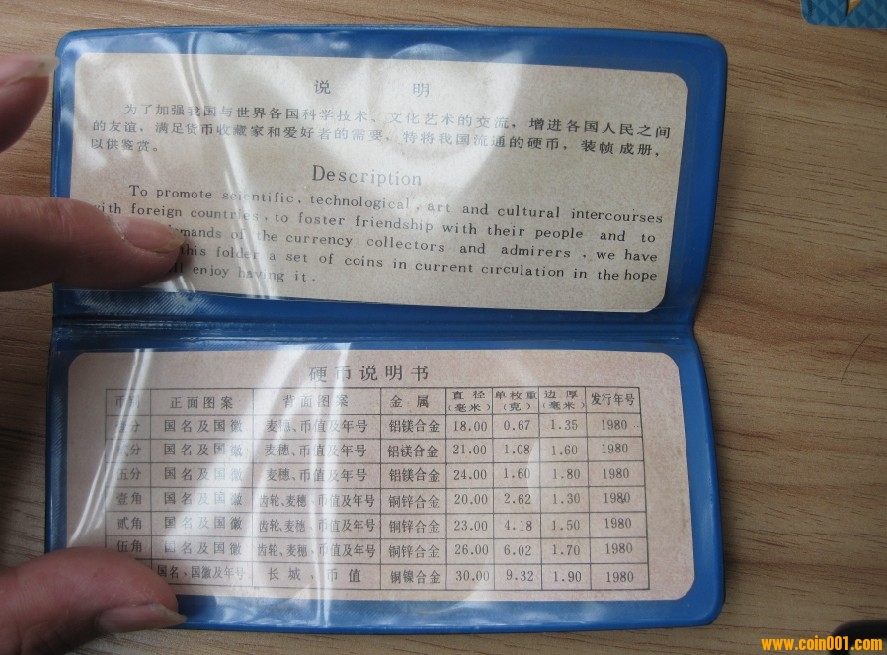 说 明
为了加强我国与世界各国科学技术、文化艺术的交流，增进各国人民之间
的友谊，满足货币收藏家和爱好者的需要，特将我国流通的硬币，装帧成册，
以供鉴赏。
Description
To promote scientific, technological, art and cultural intercourses
with foreign countries, to foster friendship with their people and to
demands of the currency collectors and admirers, we have
this folder a set of coins in current circulation in the hope
enjoy having it.
硬币说明书
正面图案 背面图案 金属 直径(毫米) 单枚重(克) 边厚(毫米) 发行年号
壹分 国名及国徽 麦穗、币值及年号 铝镁合金 18.00 0.67 1.35 1980
贰分 国名及国徽 麦穗、币值及年号 铝镁合金 21.00 1.08 1.60 1980
五分 国名及国徽 麦穗、币值及年号 铝镁合金 24.00 1.60 1.80 1980
壹角 国名及国徽 齿轮、麦穗、币值及年号 铜锌合金 20.00 2.62 1.30 1980
贰角 国名及国徽 齿轮、麦穗、币值及年号 铜锌合金 23.00 4.18 1.50 1980
伍角 国名及国徽 齿轮、麦穗、币值及年号 铜锌合金 26.00 6.02 1.70 1980
国名、国徽及年号 长城、币值 铜镍合金 30.00 9.32 1.90 1980
www.coin001.com